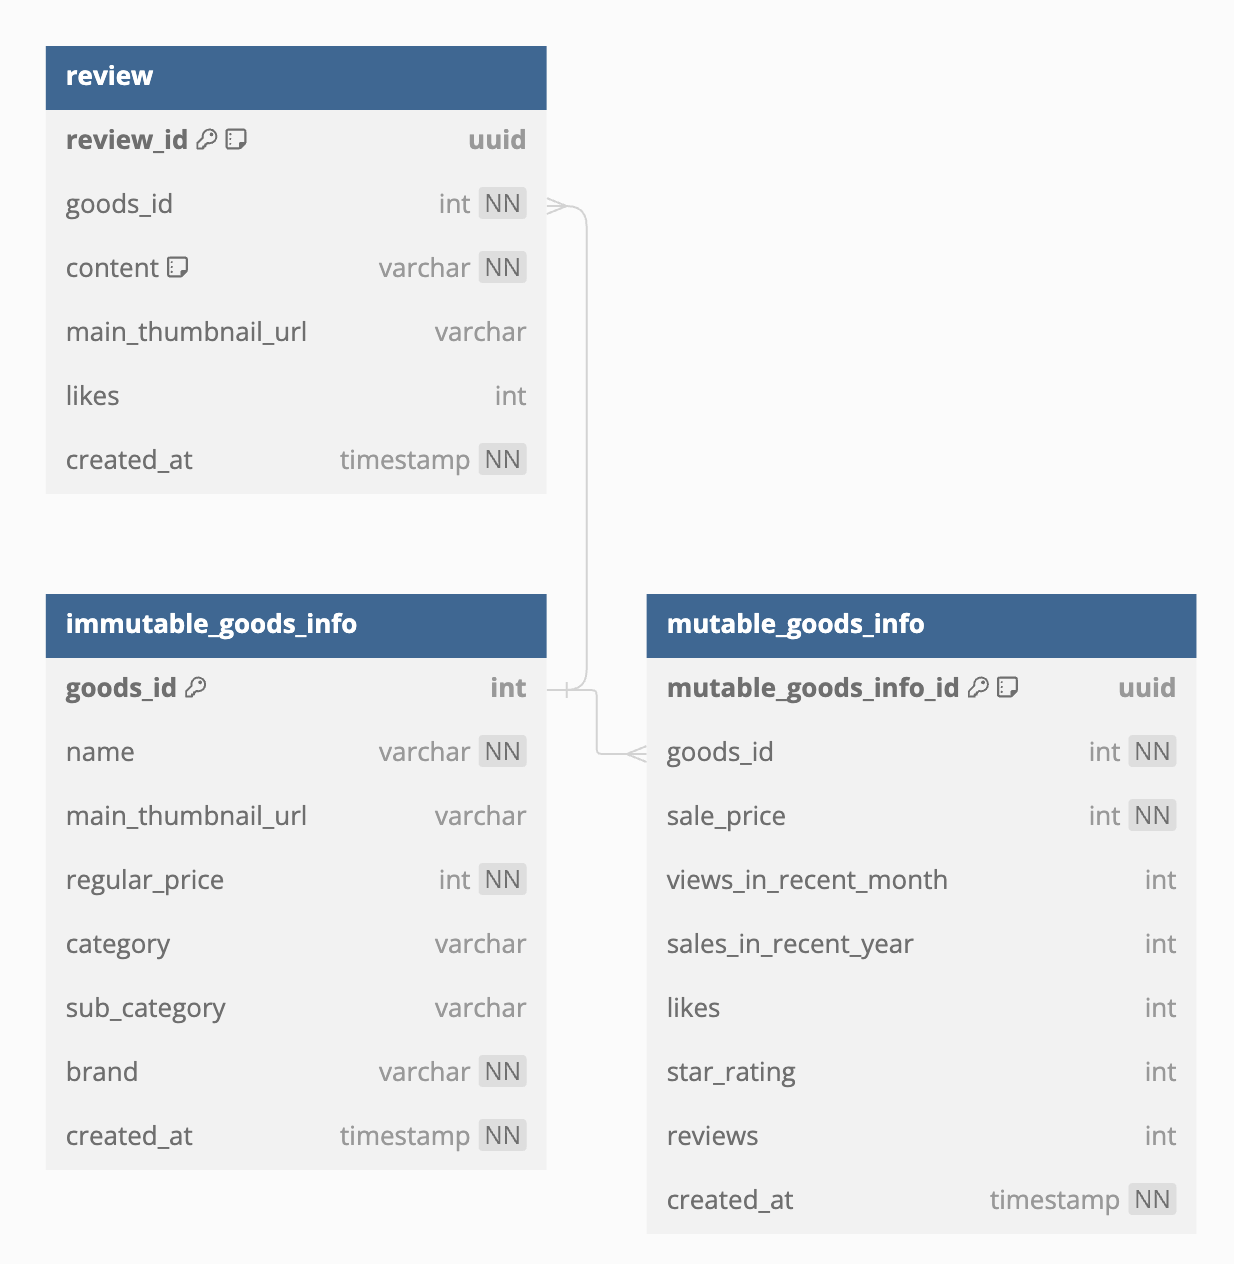 review
review_id uuid
goods_id int NN
content varchar NN
main_thumbnail_url varchar
likes int
created_at timestamp NN
immutable_goods_info
goods_id int
name varchar NN
main_thumbnail_url varchar
regular_price int NN
category varchar
sub_category varchar
brand varchar NN
created_at timestamp NN
mutable_goods_info
mutable_goods_info_id uuid
goods_id int NN
sale_price int NN
views_in_recent_month int
sales_in_recent_year int
likes int
star_rating int
reviews int
created_at timestamp NN